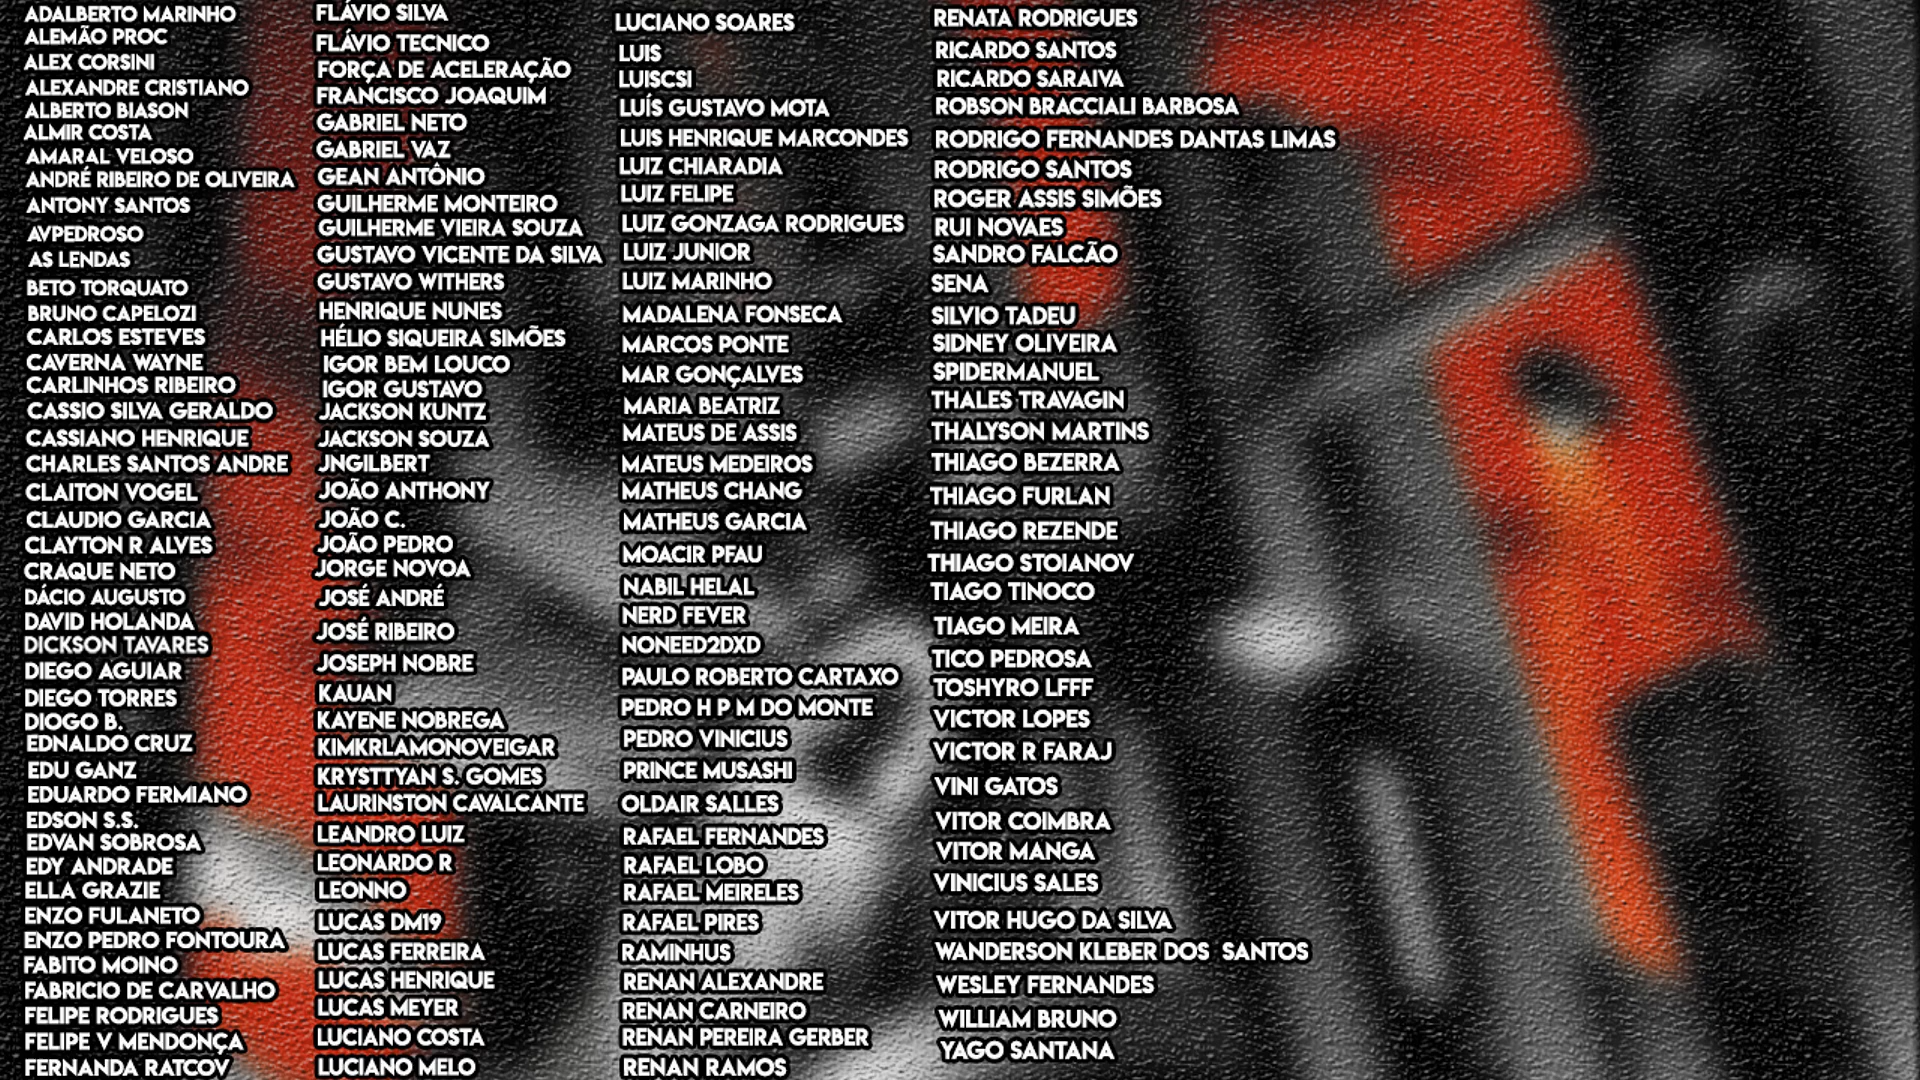 ADALBERTO MARINHO
ALEMÃO PROC
ALEX CORSINI
ALEXANDRE CRISTIANO
ALBERTO BIASON
ALMIR COSTA
AMARAL VELOSO
ANDRÉ RIBEIRO DE OLIVEIRA
ANTONY SANTOS
AVPEDROSO
AS LENDAS
BETO TORQUATO
BRUNO CAPELOZI
CARLOS ESTEVES
CAVERNA WAYNE
CARLINHOS RIBEIRO
CASSIO SILVA GERALDO
CASSIANO HENRIQUE
CHARLES SANTOS ANDRE
CLAITON VOGEL
CLAUDIO GARCIA
CLAYTON R ALVES
CRAQUE NETO
DÁCIO AUGUSTO
DAVID HOLANDA
DICKSON TAVARES
DIEGO AGUIAR
DIEGO TORRES
DIOGO B.
EDNALDO CRUZ
EDU GANZ
EDUARDO FERMIANO
EDSON S.S.
EDVAN SOBROSA
EDY ANDRADE
ELLA GRAZIE
ENZO FULANETO
ENZO PEDRO FONTOURA
FABITO MOINO
FABRICIO DE CARVALHO
FELIPE RODRIGUES
FELIPE V MENDONÇA
FERNANDA RATCOV
FLÁVIO SILVA
FLÁVIO TECNICO
FORÇA DE ACELERAÇÃO
FRANCISCO JOAQUIM
GABRIEL NETO
GABRIEL VAZ
GEAN ANTÔNIO
GUILHERME MONTEIRO
GUILHERME VIEIRA SOUZA
GUSTAVO VICENTE DA SILVA
GUSTAVO WITHERS
HENRIQUE NUNES
HÉLIO SIQUEIRA SIMÕES
IGOR BEM LOUCO
IGOR GUSTAVO
JACKSON KUNTZ
JACKSON SOUZA
JNGILBERT
JOÃO ANTHONY
JOÃO C.
JOÃO PEDRO
JORGE NOVOA
JOSÉ ANDRÉ
JOSÉ RIBEIRO
JOSEPH NOBRE
KAUAN
KAYENE NOBREGA
KIMKRLAMONOVEIGAR
KRYSTTYAN S. GOMES
LAURINSTON CAVALCANTE
LEANDRO LUIZ
LEONARDO R
LEONNO
LUCAS DM19
LUCAS FERREIRA
LUCAS HENRIQUE
LUCAS MEYER
LUCIANO COSTA
LUCIANO MELO
LUCIANO SOARES
LUIS
LUISCSI
LUÍS GUSTAVO MOTA
LUIS HENRIQUE MARCONDES
LUIZ CHIARADIA
LUIZ FELIPE
LUIZ GONZAGA RODRIGUES
LUIZ JUNIOR
LUIZ MARINHO
MADALENA FONSECA
MARCOS PONTE
MAR GONÇALVES
MARIA BEATRIZ
MATEUS DE ASSIS
MATEUS MEDEIROS
MATHEUS CHANG
MATHEUS GARCIA
MOACIR PFAU
NABIL HELAL
NERD FEVER
NONEED2DXD
PAULO ROBERTO CARTAXO
PEDRO H P M DO MONTE
PEDRO VINICIUS
PRINCE MUSASHI
OLDAIR SALLES
RAFAEL FERNANDES
RAFAEL LOBO
RAFAEL MEIRELES
RAFAEL PIRES
RAMINHUS
RENAN ALEXANDRE
RENAN CARNEIRO
RENAN PEREIRA GERBER
RENAN RAMOS
RENATA RODRIGUES
RICARDO SANTOS
RICARDO SARAIVA
ROBSON BRACCIALI BARBOSA
RODRIGO FERNANDES DANTAS LIMAS
RODRIGO SANTOS
ROGER ASSIS SIMÕES
RUI NOVAES
SANDRO FALCÃO
SENA
SILVIO TADEU
SIDNEY OLIVEIRA
SPIDERMANUEL
THALES TRAVAGIN
THALYSON MARTINS
THIAGO BEZERRA
THIAGO FURLAN
THIAGO REZENDE
THIAGO STOIANOV
TIAGO TINOCO
TIAGO MEIRA
TICO PEDROSA
TOSHYRO LFFF
VICTOR LOPES
VICTOR R FARAJ
VINI GATOS
VITOR COIMBRA
VITOR MANGA
VINICIUS SALES
VITOR HUGO DA SILVA
WANDERSON KLEBER DOS  SANTOS
WESLEY FERNANDES
WILLIAM BRUNO
YAGO SANTANA